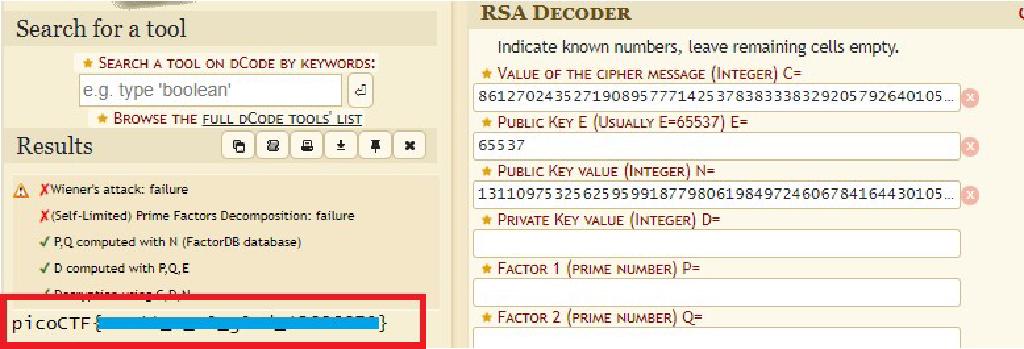 Search for a tool
★ SEARCH A TOOL ON DCODE BY KEYWORDS:
e.g. type 'boolean'
★ BROWSE THE FULL DCODE TOOLS' LIST
Results
✗Wiener's attack: failure
✗(Self-Limited) Prime Factors Decomposition: failure
✓ P,Q computed with N (FactorDB database)
✓ D computed with P,Q,E
picoCTF{
}
RSA DECODER
Indicate known numbers, leave remaining cells empty.
★ VALUE OF THE CIPHER MESSAGE (INTEGER) C=
861270243527190895777142537838333832920579264010​5...
★ PUBLIC KEY E (USUALLY E=65537) E=
65537
★ PUBLIC KEY VALUE (INTEGER) N=
1311097532562595991877980619849724606784164430105...
★ PRIVATE KEY VALUE (INTEGER) D=
★ FACTOR 1 (PRIME NUMBER) P=
★ FACTOR 2 (PRIME NUMBER) Q=